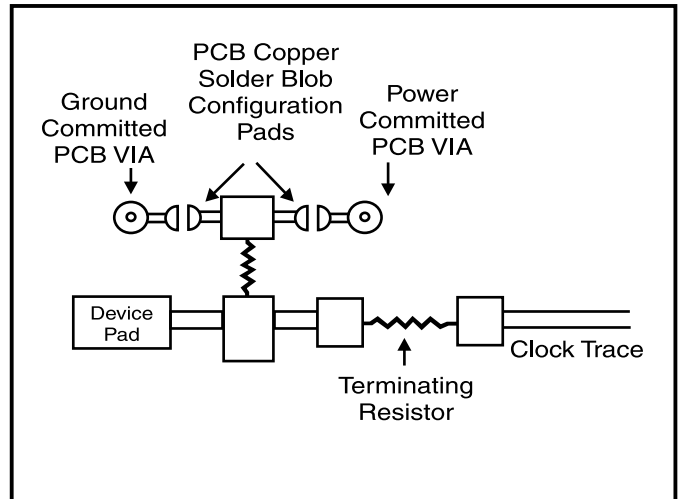 PCB Copper
Solder Blob
Configuration
Pads
Ground
Committed
PCB VIA
Power
Committed
PCB VIA
Device
Pad
Clock Trace
Terminating
Resistor